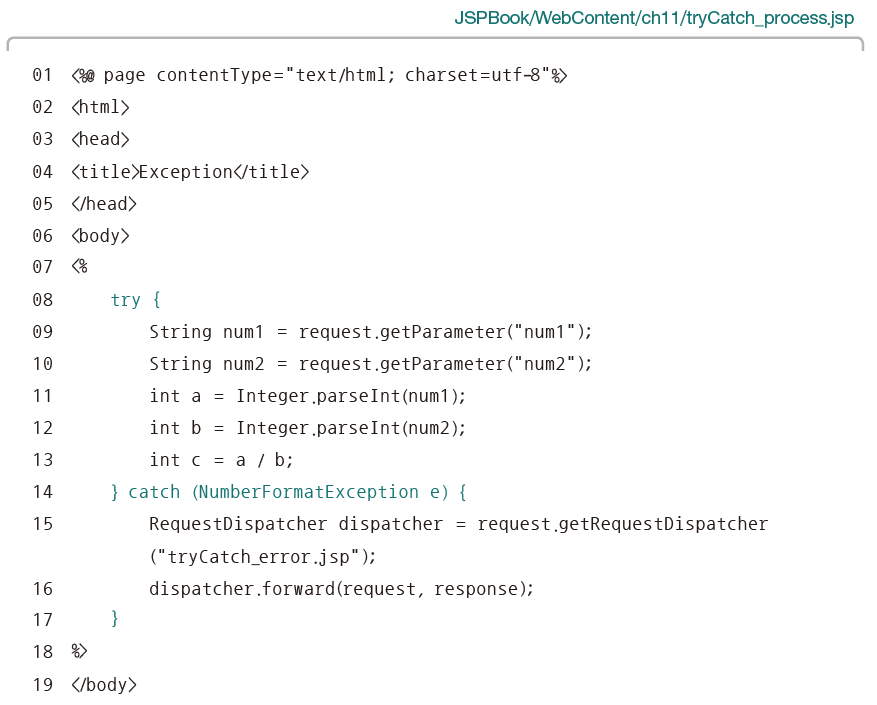 JSPBook/WebContent/ch11/tryCatch_process.jsp
01 <%@ page contentType="text/html; charset=utf-8"%>
02 <html>
03 <head>
04 <title>Exception</title>
05 </head>
06 <body>
07 <%
08 try {
09 String num1 = request.getParameter("num1");
10 String num2 = request.getParameter("num2");
11 int a = Integer.parseInt(num1);
12 int b = Integer.parseInt(num2);
13 int c = a / b;
14 } catch (NumberFormatException e) {
15 RequestDispatcher dispatcher = request.getRequestDispatcher
("tryCatch_error.jsp");
16 dispatcher.forward(request, response);
17 }
18 %>
19 </body>